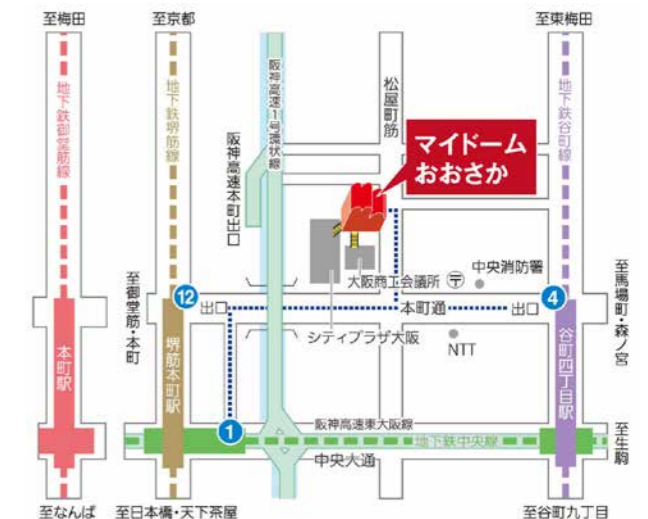 至梅田
至京都
至東梅田
地下鉄御堂筋線
地下鉄堺筋線
阪神高速1号環状線
松屋町筋
地下鉄谷町線
阪神高速本町出口
マイドーム
おおさか
大阪商工会議所
〒
中央消防署
至御堂筋・本町
12
出口
本町通
出口
4
至馬場町・森ノ宮
シティプラザ大阪
NTT
本町駅
堺筋本町駅
谷町四丁目駅
1
阪神高速東大阪線
地下鉄中央線
中央大通
至生駒
至なんば
至日本橋・天下茶屋
至谷町九丁目